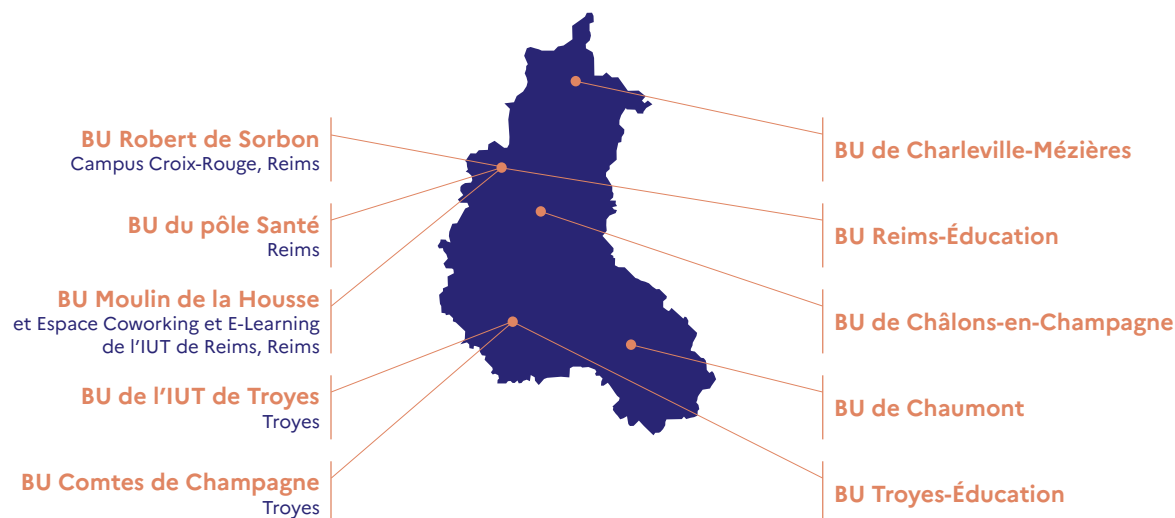 BU Robert de Sorbon
Campus Croix-Rouge, Reims
BU du pôle Santé
Reims
BU Moulin de la Housse
et Espace Coworking et E-Learning
de l’IUT de Reims, Reims
BU de l’IUT de Troyes
Troyes
BU Comtes de Champagne
Troyes
BU de Charleville-Mézières
BU Reims-Éducation
BU de Châlons-en-Champagne
BU de Chaumont
BU Troyes-Éducation